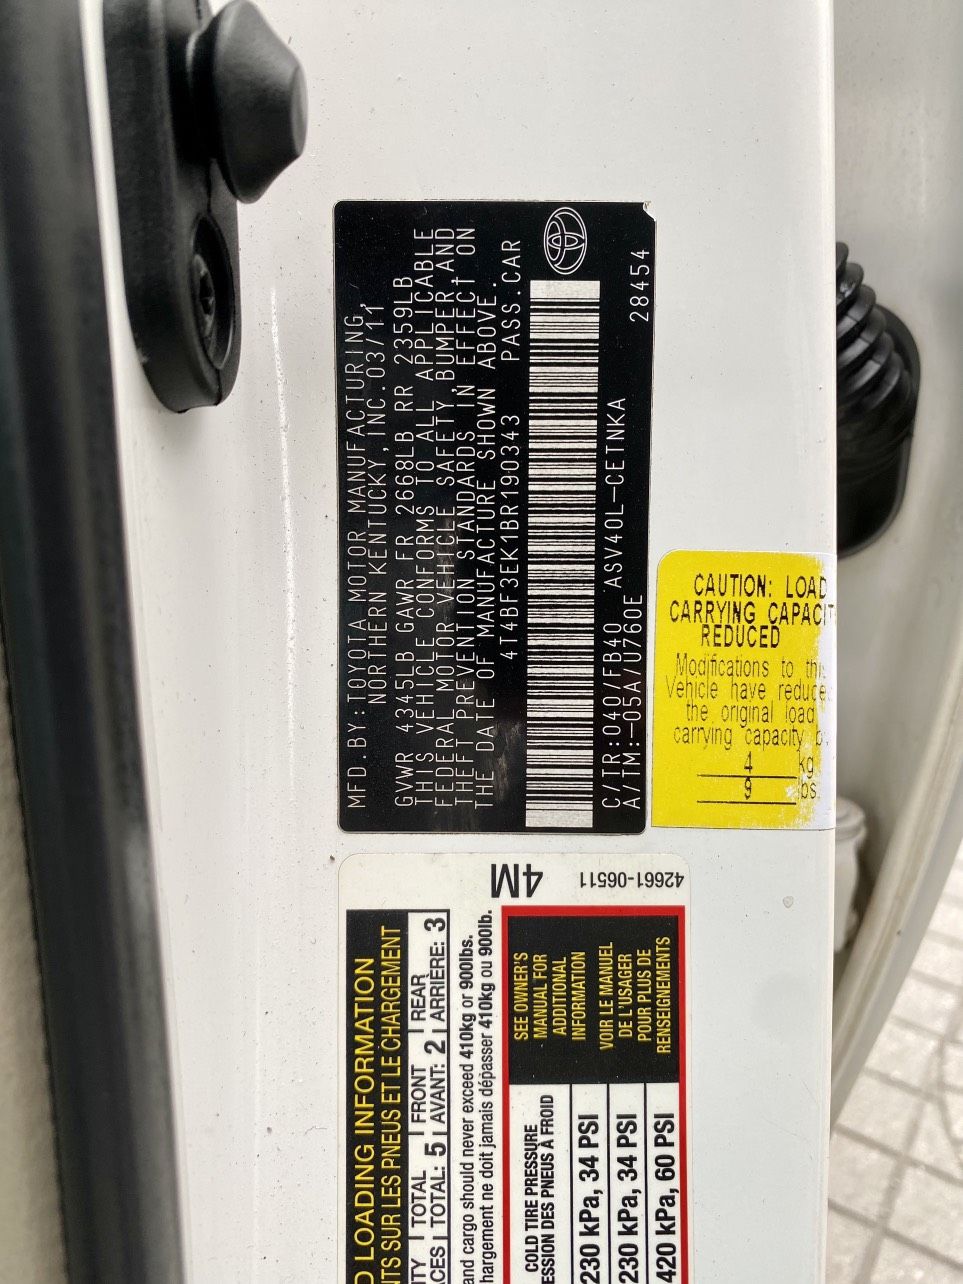 MFD.BY:TOYOTA MOTOR MANUFACTURING,
NORTHERN KENTUCKY,INC.03/11
GVWR 4345LB GAWR FR 2668LB RR 2359LB
THIS VEHICLE CONFORMS TO ALL APPLICABLE
FEDERAL MOTOR VEHICLE SAFETY, BUMPER,AND
THEFT PREVENTION STANDARDS IN EFFECT ON
THE DATE OF MANUFACTURE SHOWN ABOVE.
4T4BF3EK1BR190343 PASS.CAR
C/TR:040/FB40 ASV40L-CETNKA
A/TM:-05A/U760E 28454
CAUTION: LOAD
CARRYING CAPACIT
REDUCED
Modifications to this
Vehicle have reduced
the original load
carrying capacity by
4 kg
9 lbs.
4M 42661-06511
D LOADING INFORMATION
NTS SUR LES PNEUS ET LE CHARGEMENT
ITY TOTAL FRONT REAR
ACES TOTAL: 5 AVANT: 2 ARRIÈRE: 3
and cargo should never exceed 410kg or 900lbs.
hargement ne doit jamais dépasser 410kg ou 900lb.
COLD TIRE PRESSURE
ESSION DES PNEUS À FROID
230 kPa, 34 PSI
230 kPa, 34 PSI
420 kPa, 60 PSI
SEE OWNER'S
MANUAL FOR
ADDITIONAL
INFORMATION
VOIR LE MANUEL
DE L'USAGER
POUR PLUS DE
RENSEIGNEMENTS